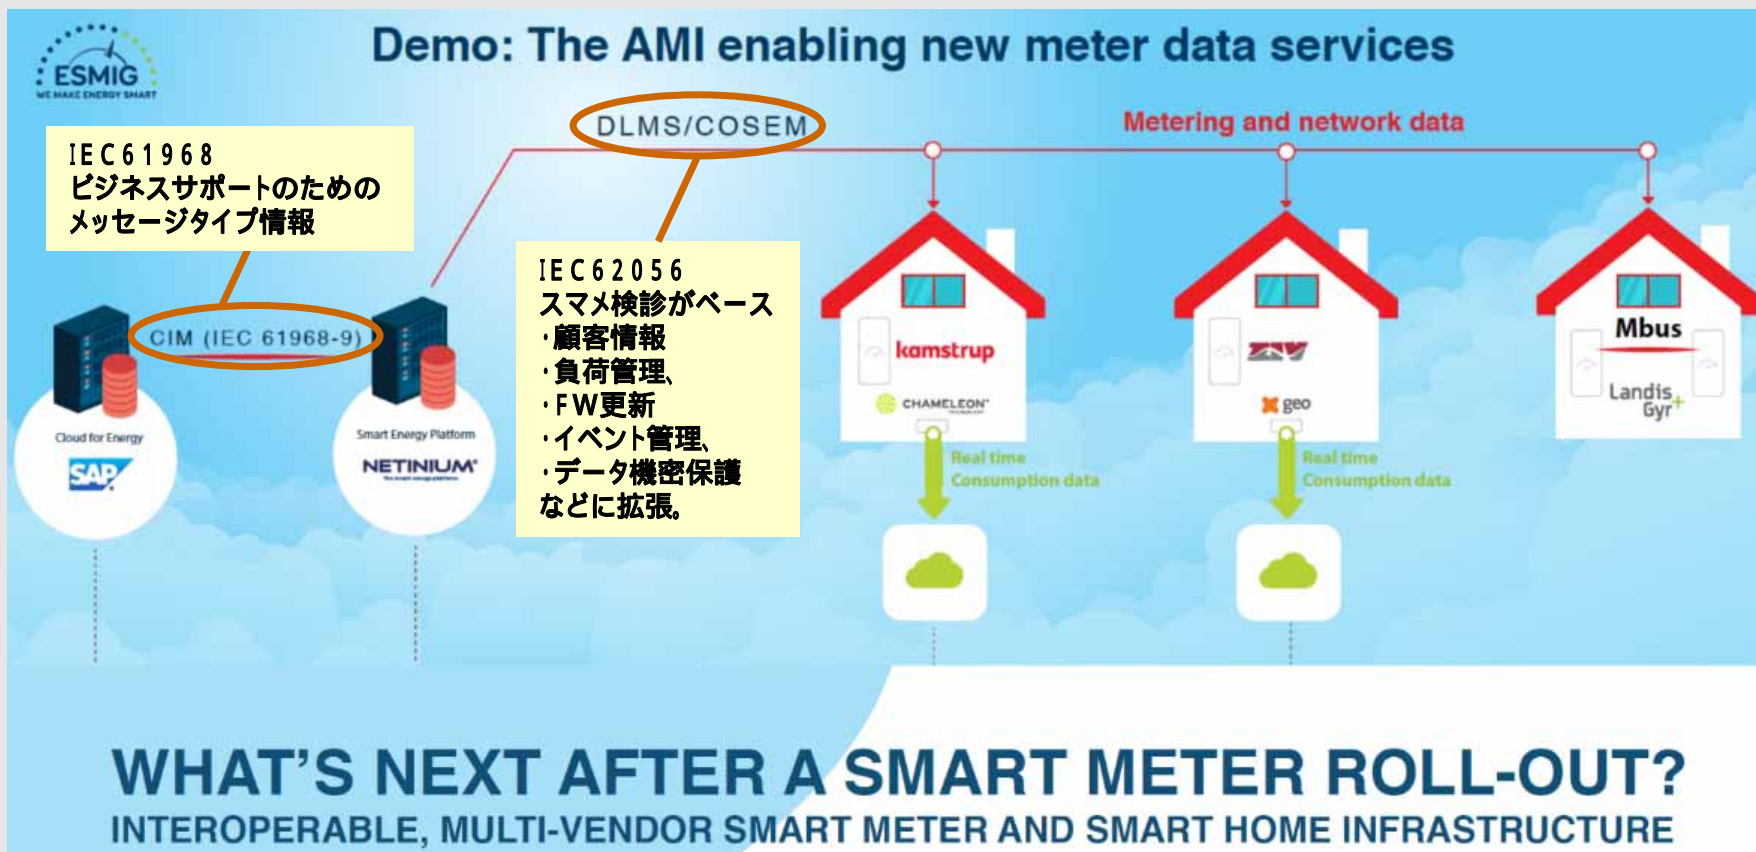 Demo: The AMI enabling new meter data services
ESMIG
WE MAKE ENERGY SMART
DLMS/COSEM
Metering and network data
IEC61968
ビジネスサポートのための
メッセージタイプ情報
IEC62056
スマメ検診がベース
・顧客情報
・負荷管理、
・FW更新
・イベント管理、
・データ機密保護
などに拡張。
CIM (IEC 61968-9)
Cloud for Energy
SAP
Smart Energy Platform
NETINIUM
kamstrup
CHAMELEON
ZIV
geo
Mbus
Landis
Gyr+
Real time
Consumption data
Real time
Consumption data
WHAT'S NEXT AFTER A SMART METER ROLL-OUT?
INTEROPERABLE, MULTI-VENDOR SMART METER AND SMART HOME INFRASTRUCTURE